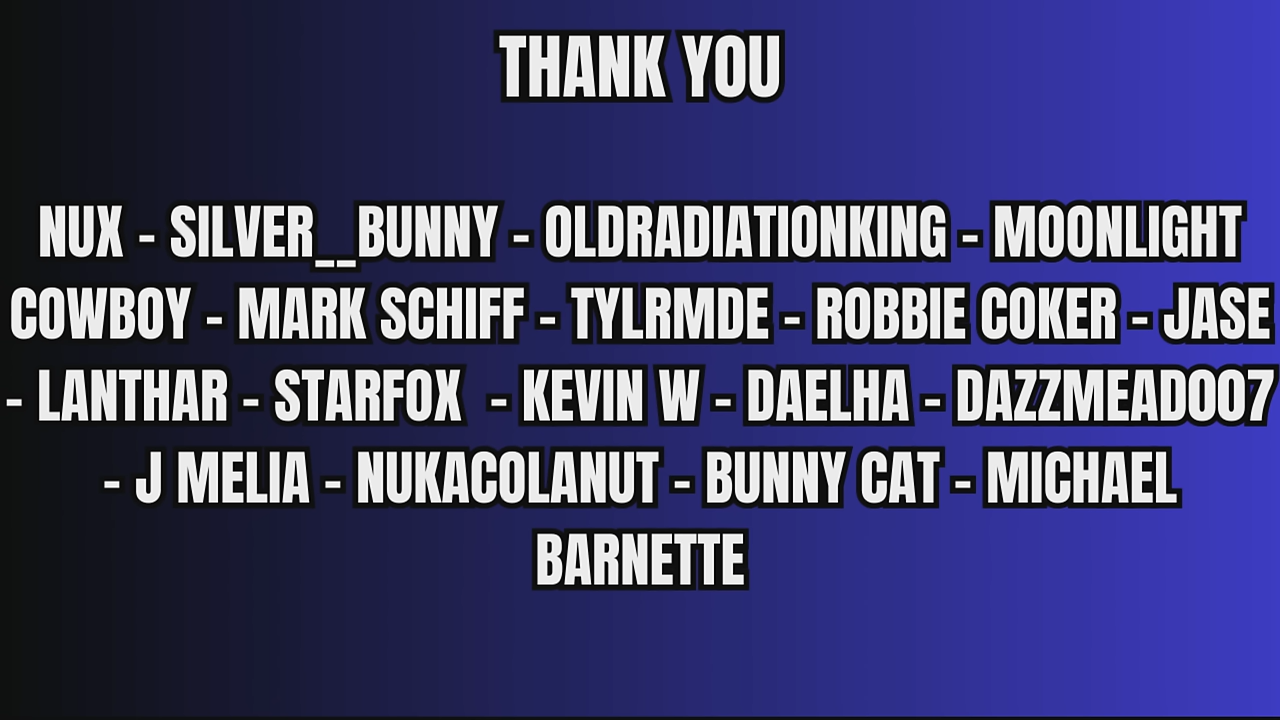 THANK YOU
NUX - SILVER__BUNNY - OLDRADIATIONKING - MOONLIGHT
COWBOY - MARK SCHIFF - TYLRMDE - ROBBIE COKER - JASE
- LANTHAR - STARFOX - KEVIN W - DAELHA - DAZZMEAD007
- J MELIA - NUKACOLANUT - BUNNY CAT - MICHAEL
BARNETTE